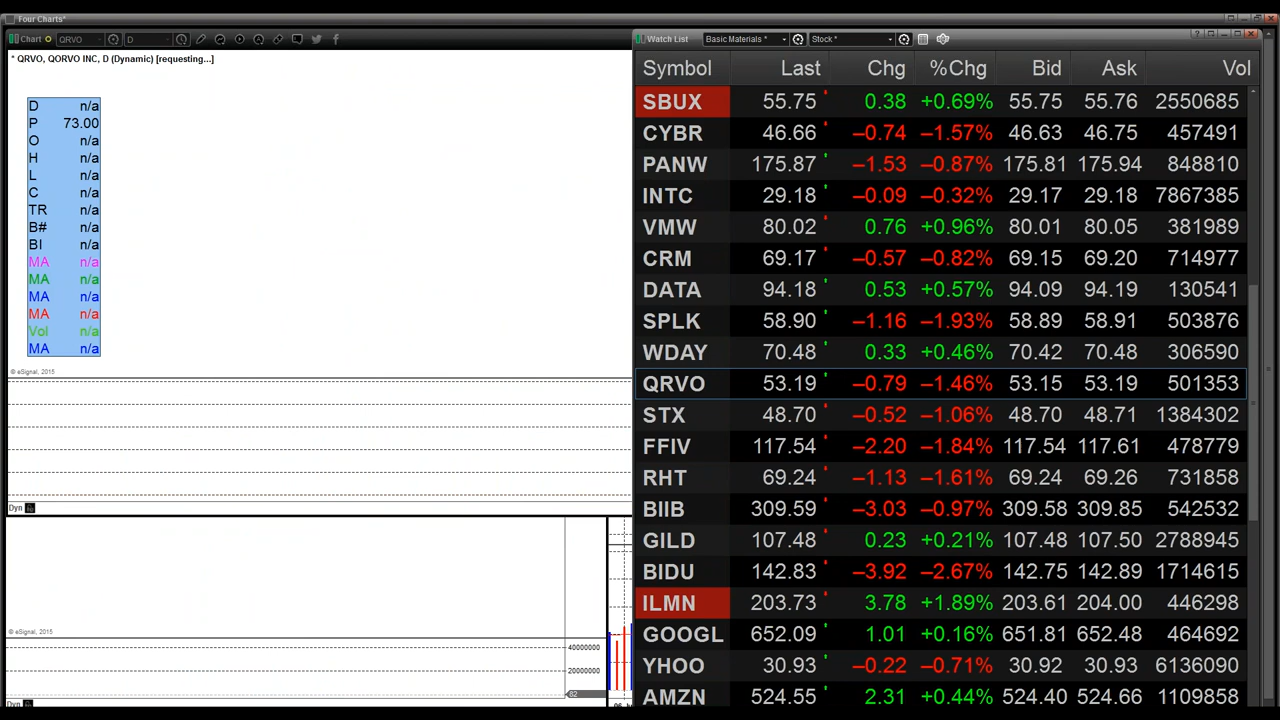 Four Charts*
Chart QRVO D
* QRVO, QORVO INC, D (Dynamic) [requesting...]
D n/a
P 73.00
O n/a
H n/a
L n/a
C n/a
TR n/a
B# n/a
BI n/a
MA n/a
MA n/a
MA n/a
MA n/a
Vol n/a
MA n/a
© eSignal, 2015
Dyn
© eSignal, 2015
40000000
20000000
82
Dyn
Watch List Basic Materials * Stock *
Symbol Last Chg %Chg Bid Ask Vol
SBUX 55.75 0.38 +0.69% 55.75 55.76 2550685
CYBR 46.66 –0.74 –1.57% 46.63 46.75 457491
PANW 175.87 –1.53 –0.87% 175.81 175.94 848810
INTC 29.18 –0.09 –0.32% 29.17 29.18 7867385
VMW 80.02 0.76 +0.96% 80.01 80.05 381989
CRM 69.17 –0.57 –0.82% 69.15 69.20 714977
DATA 94.18 0.53 +0.57% 94.09 94.19 130541
SPLK 58.90 –1.16 –1.93% 58.89 58.91 503876
WDAY 70.48 0.33 +0.46% 70.42 70.48 306590
QRVO 53.19 –0.79 –1.46% 53.15 53.19 501353
STX 48.70 –0.52 –1.06% 48.70 48.71 1384302
FFIV 117.54 –2.20 –1.84% 117.54 117.61 478779
RHT 69.24 –1.13 –1.61% 69.24 69.26 731858
BIIB 309.59 –3.03 –0.97% 309.58 309.85 542532
GILD 107.48 0.23 +0.21% 107.48 107.50 2788945
BIDU 142.83 –3.92 –2.67% 142.75 142.89 1714615
ILMN 203.73 3.78 +1.89% 203.61 204.00 446298
GOOGL 652.09 1.01 +0.16% 651.81 652.48 464692
YHOO 30.93 –0.22 –0.71% 30.92 30.93 6136090
AMZN 524.55 2.31 +0.44% 524.40 524.66 1109858